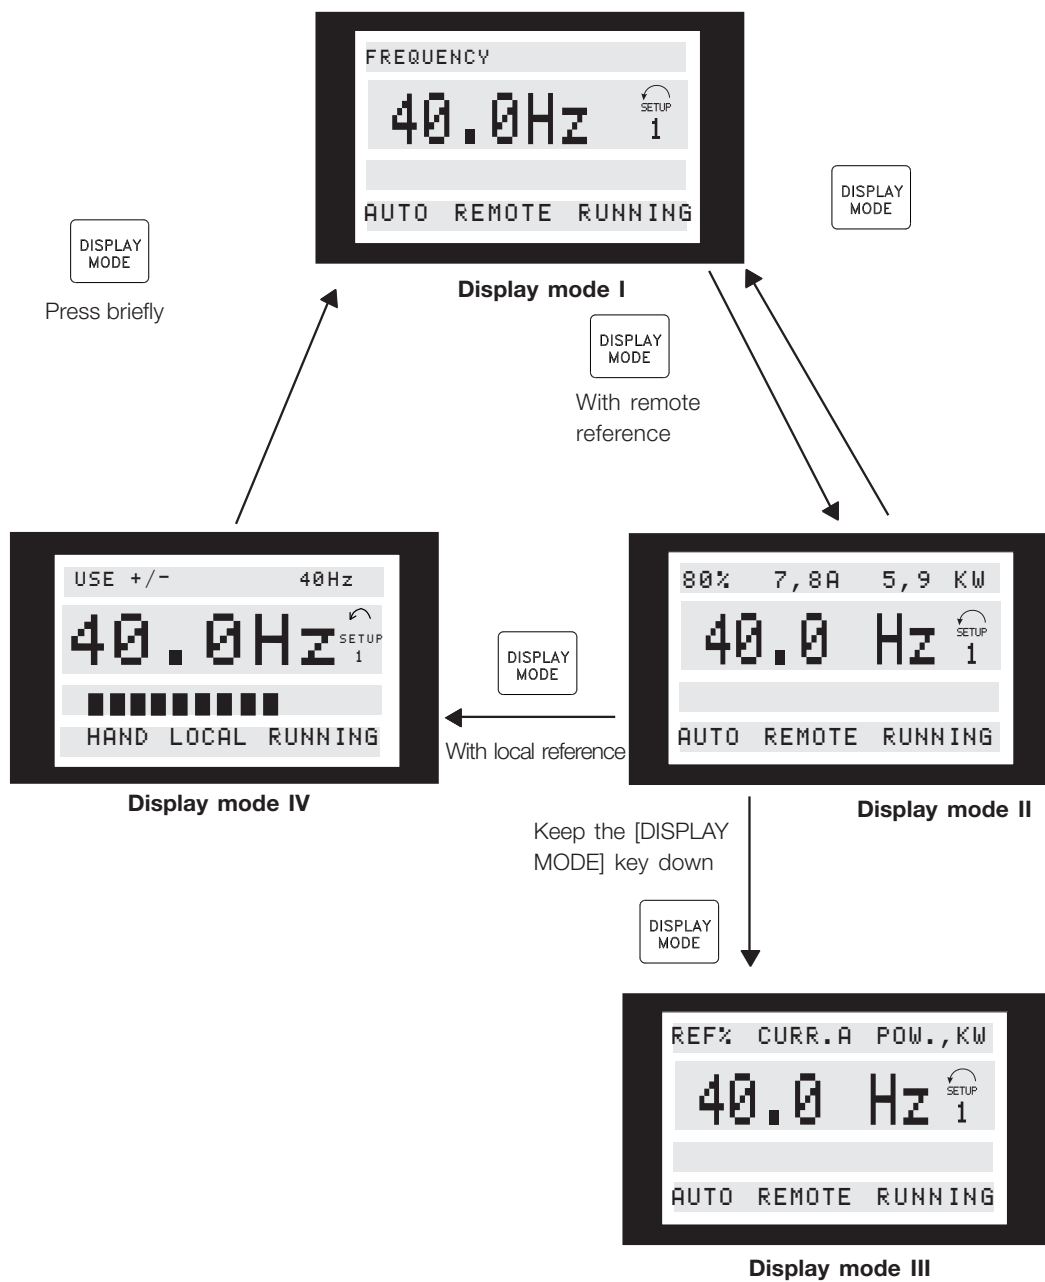 FREQUENCY
40.0Hz
SETUP
1
AUTO REMOTE RUNNING
Display mode I
DISPLAY
MODE
Press briefly
DISPLAY
MODE
DISPLAY
MODE
With remote
reference
USE +/- 40Hz
40.0Hz
SETUP
1
HAND LOCAL RUNNING
Display mode IV
DISPLAY
MODE
With local reference
80% 7,8A 5,9 KW
40.0 Hz
SETUP
1
AUTO REMOTE RUNNING
Display mode II
Keep the [DISPLAY
MODE] key down
DISPLAY
MODE
REF% CURR.A POW.,KW
40.0 Hz
SETUP
1
AUTO REMOTE RUNNING
Display mode III